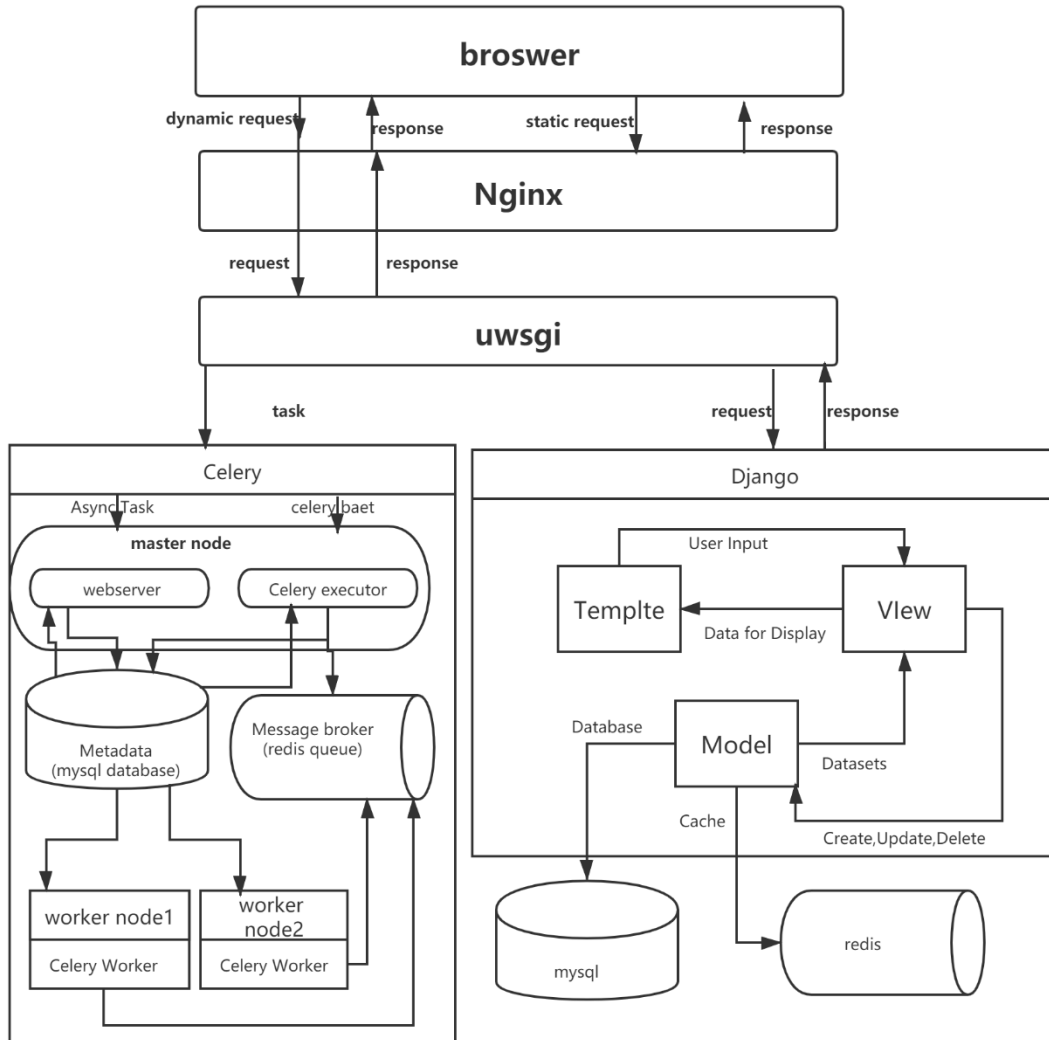 broswer
dynamic request
response
static request
response
Nginx
request
response
uwsgi
task
request
response
Celery
Async Task
celery baet
master node
webserver
Celery executor
Metadada
(mysql database)
Message broker
(redis queue)
worker node1
Celery Worker
worker
node2
Celery Worker
Django
User Input
Templte
VIew
Data for Display
Database
Model
Datasets
Cache
Create,Update,Delete
mysql
redis